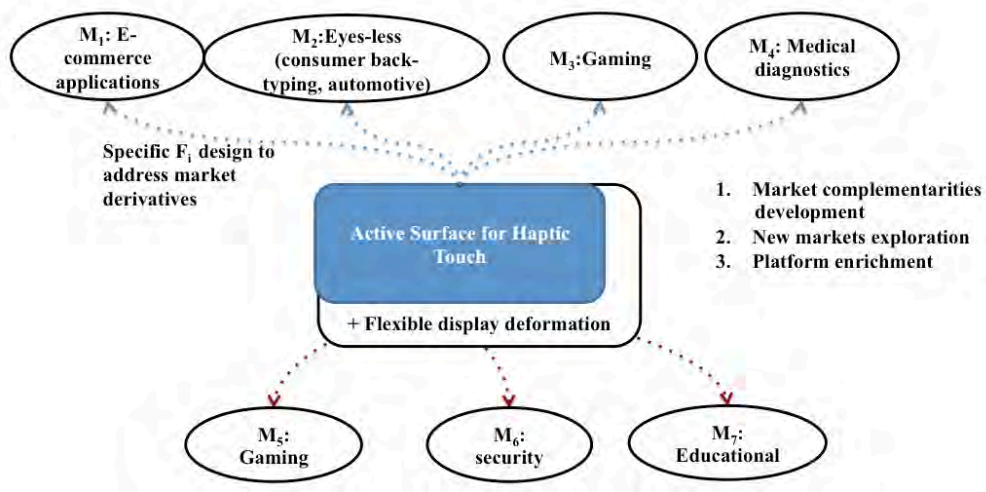 M₁: E-
commerce
applications
M₂:Eyes-less
(consumer back-
typing, automotive)
M₃:Gaming
M₄: Medical
diagnostics
Specific Fᵢ design to
address market
derivatives
Active Surface for Haptic
Touch
+ Flexible display deformation
1. Market complementarities
development
2. New markets exploration
3. Platform enrichment
M₅:
Gaming
M₆:
security
M₇:
Educational